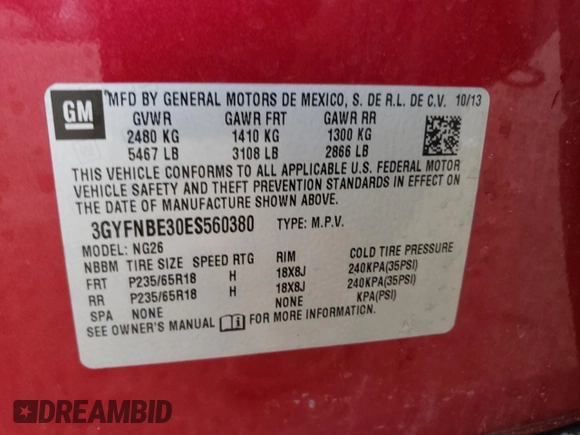 GM
MFD BY GENERAL MOTORS DE MEXICO, S. DE R.L. DE C.V. 10/13
GVWR GAWR FRT GAWR RR
2480 KG 1410 KG 1300 KG
5467 LB 3108 LB 2866 LB
THIS VEHICLE CONFORMS TO ALL APPLICABLE U.S. FEDERAL MOTOR
VEHICLE SAFETY AND THEFT PREVENTION STANDARDS IN EFFECT ON
THE DATE OF MANUFACTURE SHOWN ABOVE.
3GYFNBE30ES560380 TYPE: M.P.V.
MODEL: NG26
NBBM TIRE SIZE SPEED RTG RIM COLD TIRE PRESSURE
FRT P235/65R18 H 18X8J 240KPA(35PSI)
RR P235/65R18 H 18X8J 240KPA(35PSI)
SPA NONE NONE KPA(PSI)
SEE OWNER'S MANUAL FOR MORE INFORMATION.
DREAMBID